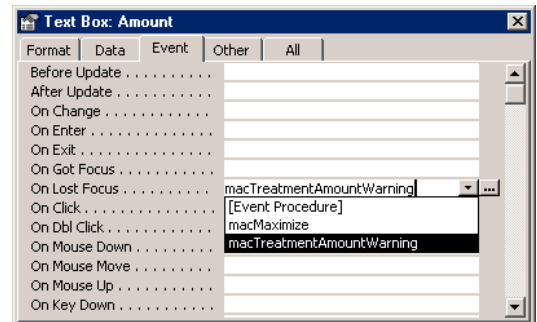 Text Box: Amount
Format Data Event Other All
Before Update . . . . . . . . . .
After Update . . . . . . . . . . .
On Change . . . . . . . . . . . .
On Enter . . . . . . . . . . . . . .
On Exit . . . . . . . . . . . . . . .
On Got Focus . . . . . . . . . .
On Lost Focus . . . . . . . . . . macTreatmentAmountWarning ...
On Click . . . . . . . . . . . . . . [Event Procedure]
On Dbl Click . . . . . . . . . . . macMaximize
On Mouse Down . . . . . . . . . macTreatmentAmountWarning
On Mouse Move . . . . . . . . .
On Mouse Up . . . . . . . . . . .
On Key Down . . . . . . . . . . .